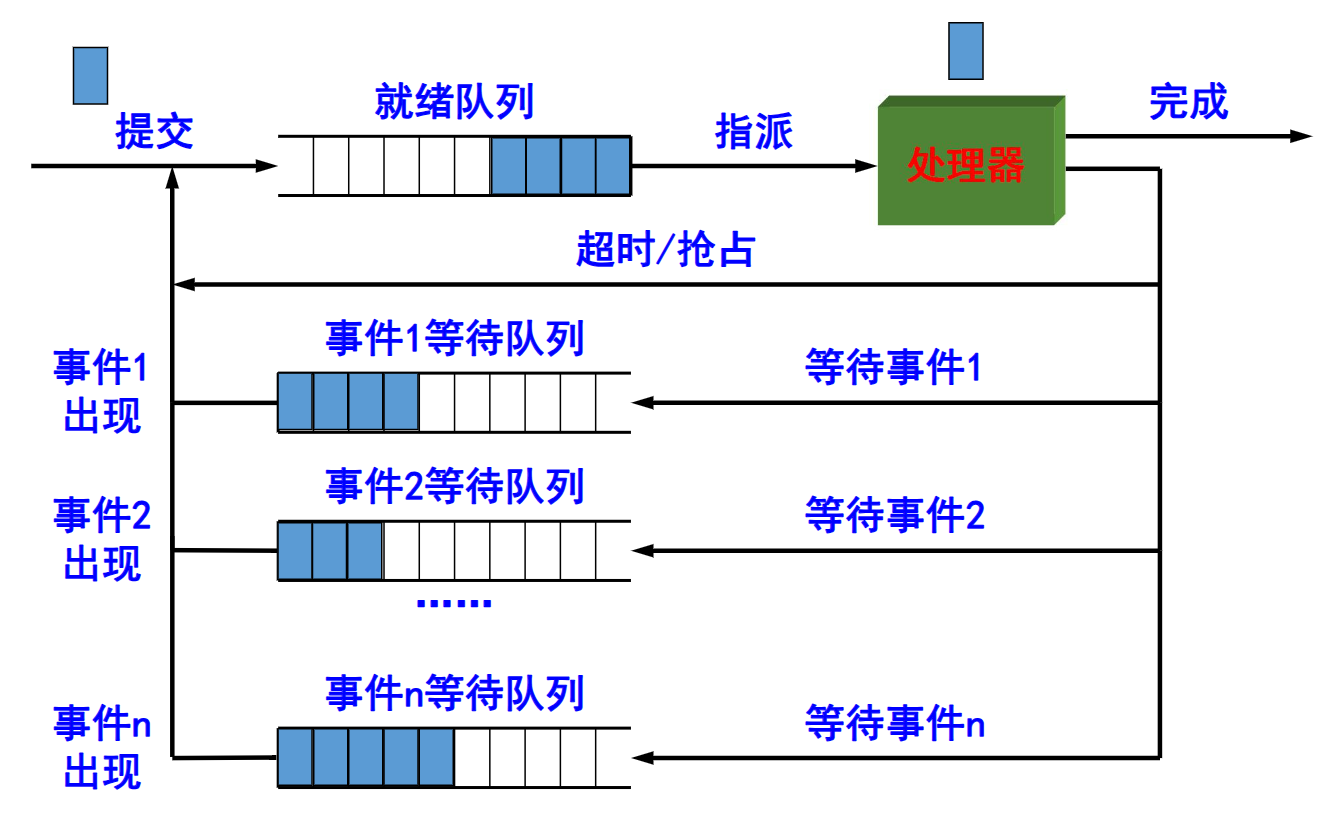 提交
就绪队列
指派
处理器
完成
超时/抢占
事件1等待队列
事件1
出现
等待事件1
事件2等待队列
事件2
出现
等待事件2
……
事件n等待队列
事件n
出现
等待事件n